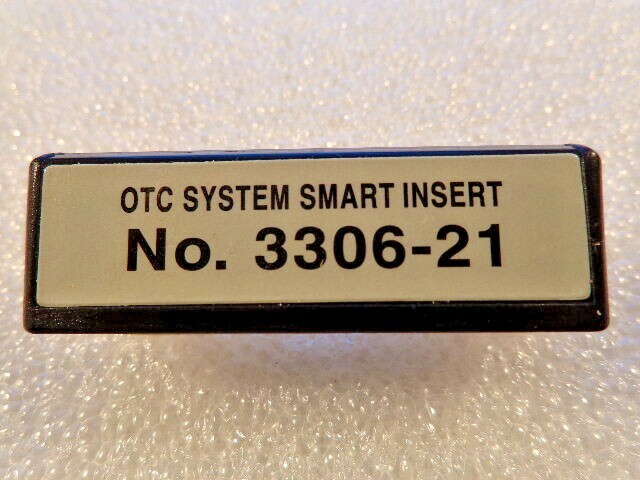 OTC SYSTEM SMART INSERT
No. 3306-21